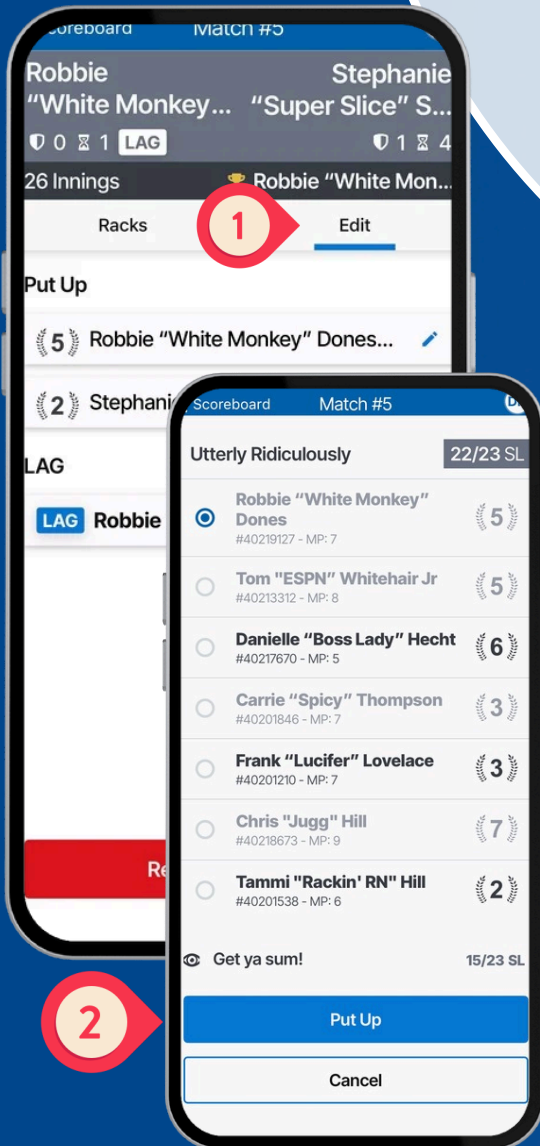 Scoreboard
Match #5
Robbie
"White Monkey...
Stephanie
"Super Slice" S...
0 1 LAG
1 4
26 Innings
Robbie "White Mon...
Racks
1
Edit
Put Up
5 Robbie "White Monkey" Dones...
2 Stephani
LAG
LAG Robbie
Re
Scoreboard
Match #5
D
Utterly Ridiculously
22/23 SL
Robbie “White Monkey”
Dones
5
#40219127 - MP: 7
Tom "ESPN" Whitehair Jr
5
#40213312 - MP: 8
Danielle “Boss Lady” Hecht
6
#40217670 - MP: 5
Carrie “Spicy” Thompson
3
#40201846 - MP: 7
Frank “Lucifer” Lovelace
3
#40201210 - MP: 7
Chris "Jugg" Hill
7
#40218673 - MP: 9
Tammi "Rackin' RN" Hill
2
#40201538 - MP: 6
Get ya sum!
15/23 SL
2
Put Up
Cancel